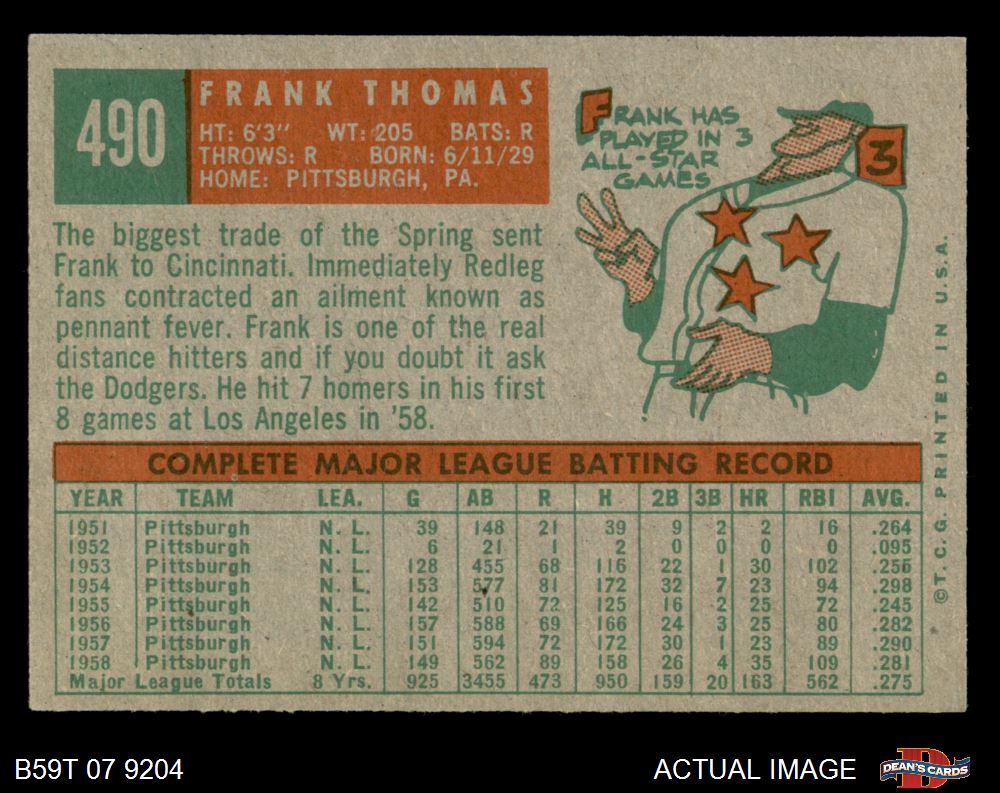 490
FRANK THOMAS
HT: 6'3" WT: 205 BATS: R
THROWS: R BORN: 6/11/29
HOME: PITTSBURGH, PA.
FRANK HAS
PLAYED IN 3
ALL-STAR
GAMES
3
The biggest trade of the Spring sent
Frank to Cincinnati. Immediately Redleg
fans contracted an ailment known as
pennant fever. Frank is one of the real
distance hitters and if you doubt it ask
the Dodgers. He hit 7 homers in his first
8 games at Los Angeles in '58.
COMPLETE MAJOR LEAGUE BATTING RECORD
YEAR TEAM LEA. G AB R H 2B 3B HR RBI AVG.
1951 Pittsburgh N. L. 39 148 21 39 9 2 2 16 .264
1952 Pittsburgh N. L. 6 21 1 2 0 0 0 0 .095
1953 Pittsburgh N. L. 128 455 68 116 22 1 30 102 .255
1954 Pittsburgh N. L. 153 577 81 172 32 7 23 94 .298
1955 Pittsburgh N. L. 142 510 72 125 16 2 25 72 .245
1956 Pittsburgh N. L. 157 588 69 166 24 3 25 80 .282
1957 Pittsburgh N. L. 151 594 72 172 30 1 23 89 .290
1958 Pittsburgh N. L. 149 562 89 158 26 4 35 109 .281
Major League Totals 8 Yrs. 925 3455 473 950 159 20 163 562 .275
©T. C. G. PRINTED IN U.S.A.
B59T 07 9204
ACTUAL IMAGE
D
DEAN'S CARDS